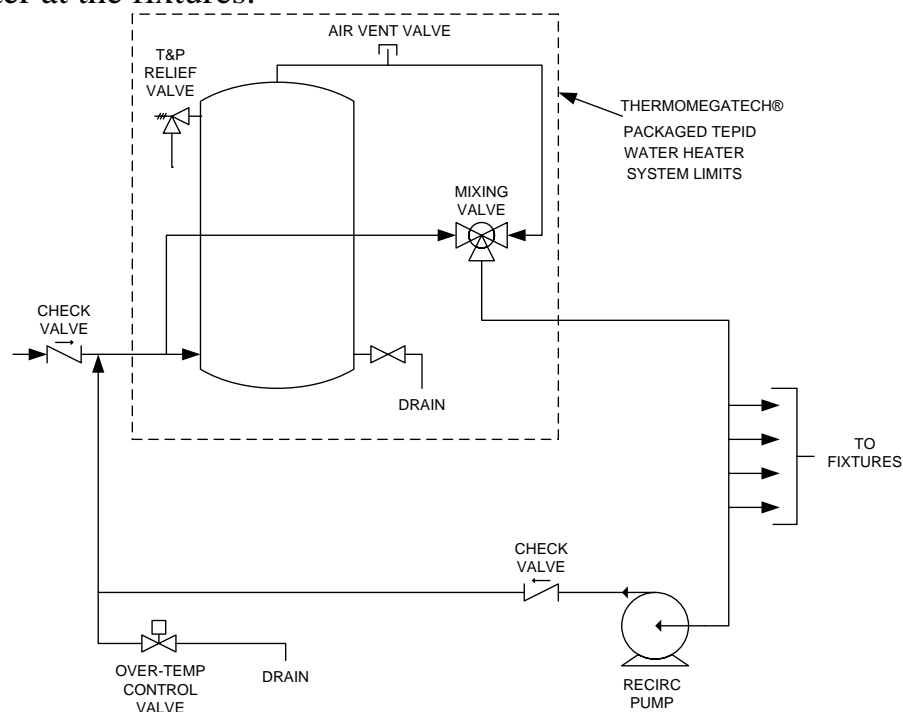 ter at the fixtures.
AIR VENT VALVE
T&P
RELIEF
VALVE
THERMOMEGATECH®
PACKAGED TEPID
WATER HEATER
SYSTEM LIMITS
MIXING
VALVE
CHECK
VALVE
DRAIN
TO
FIXTURES
CHECK
VALVE
OVER-TEMP
CONTROL
VALVE
DRAIN
RECIRC
PUMP